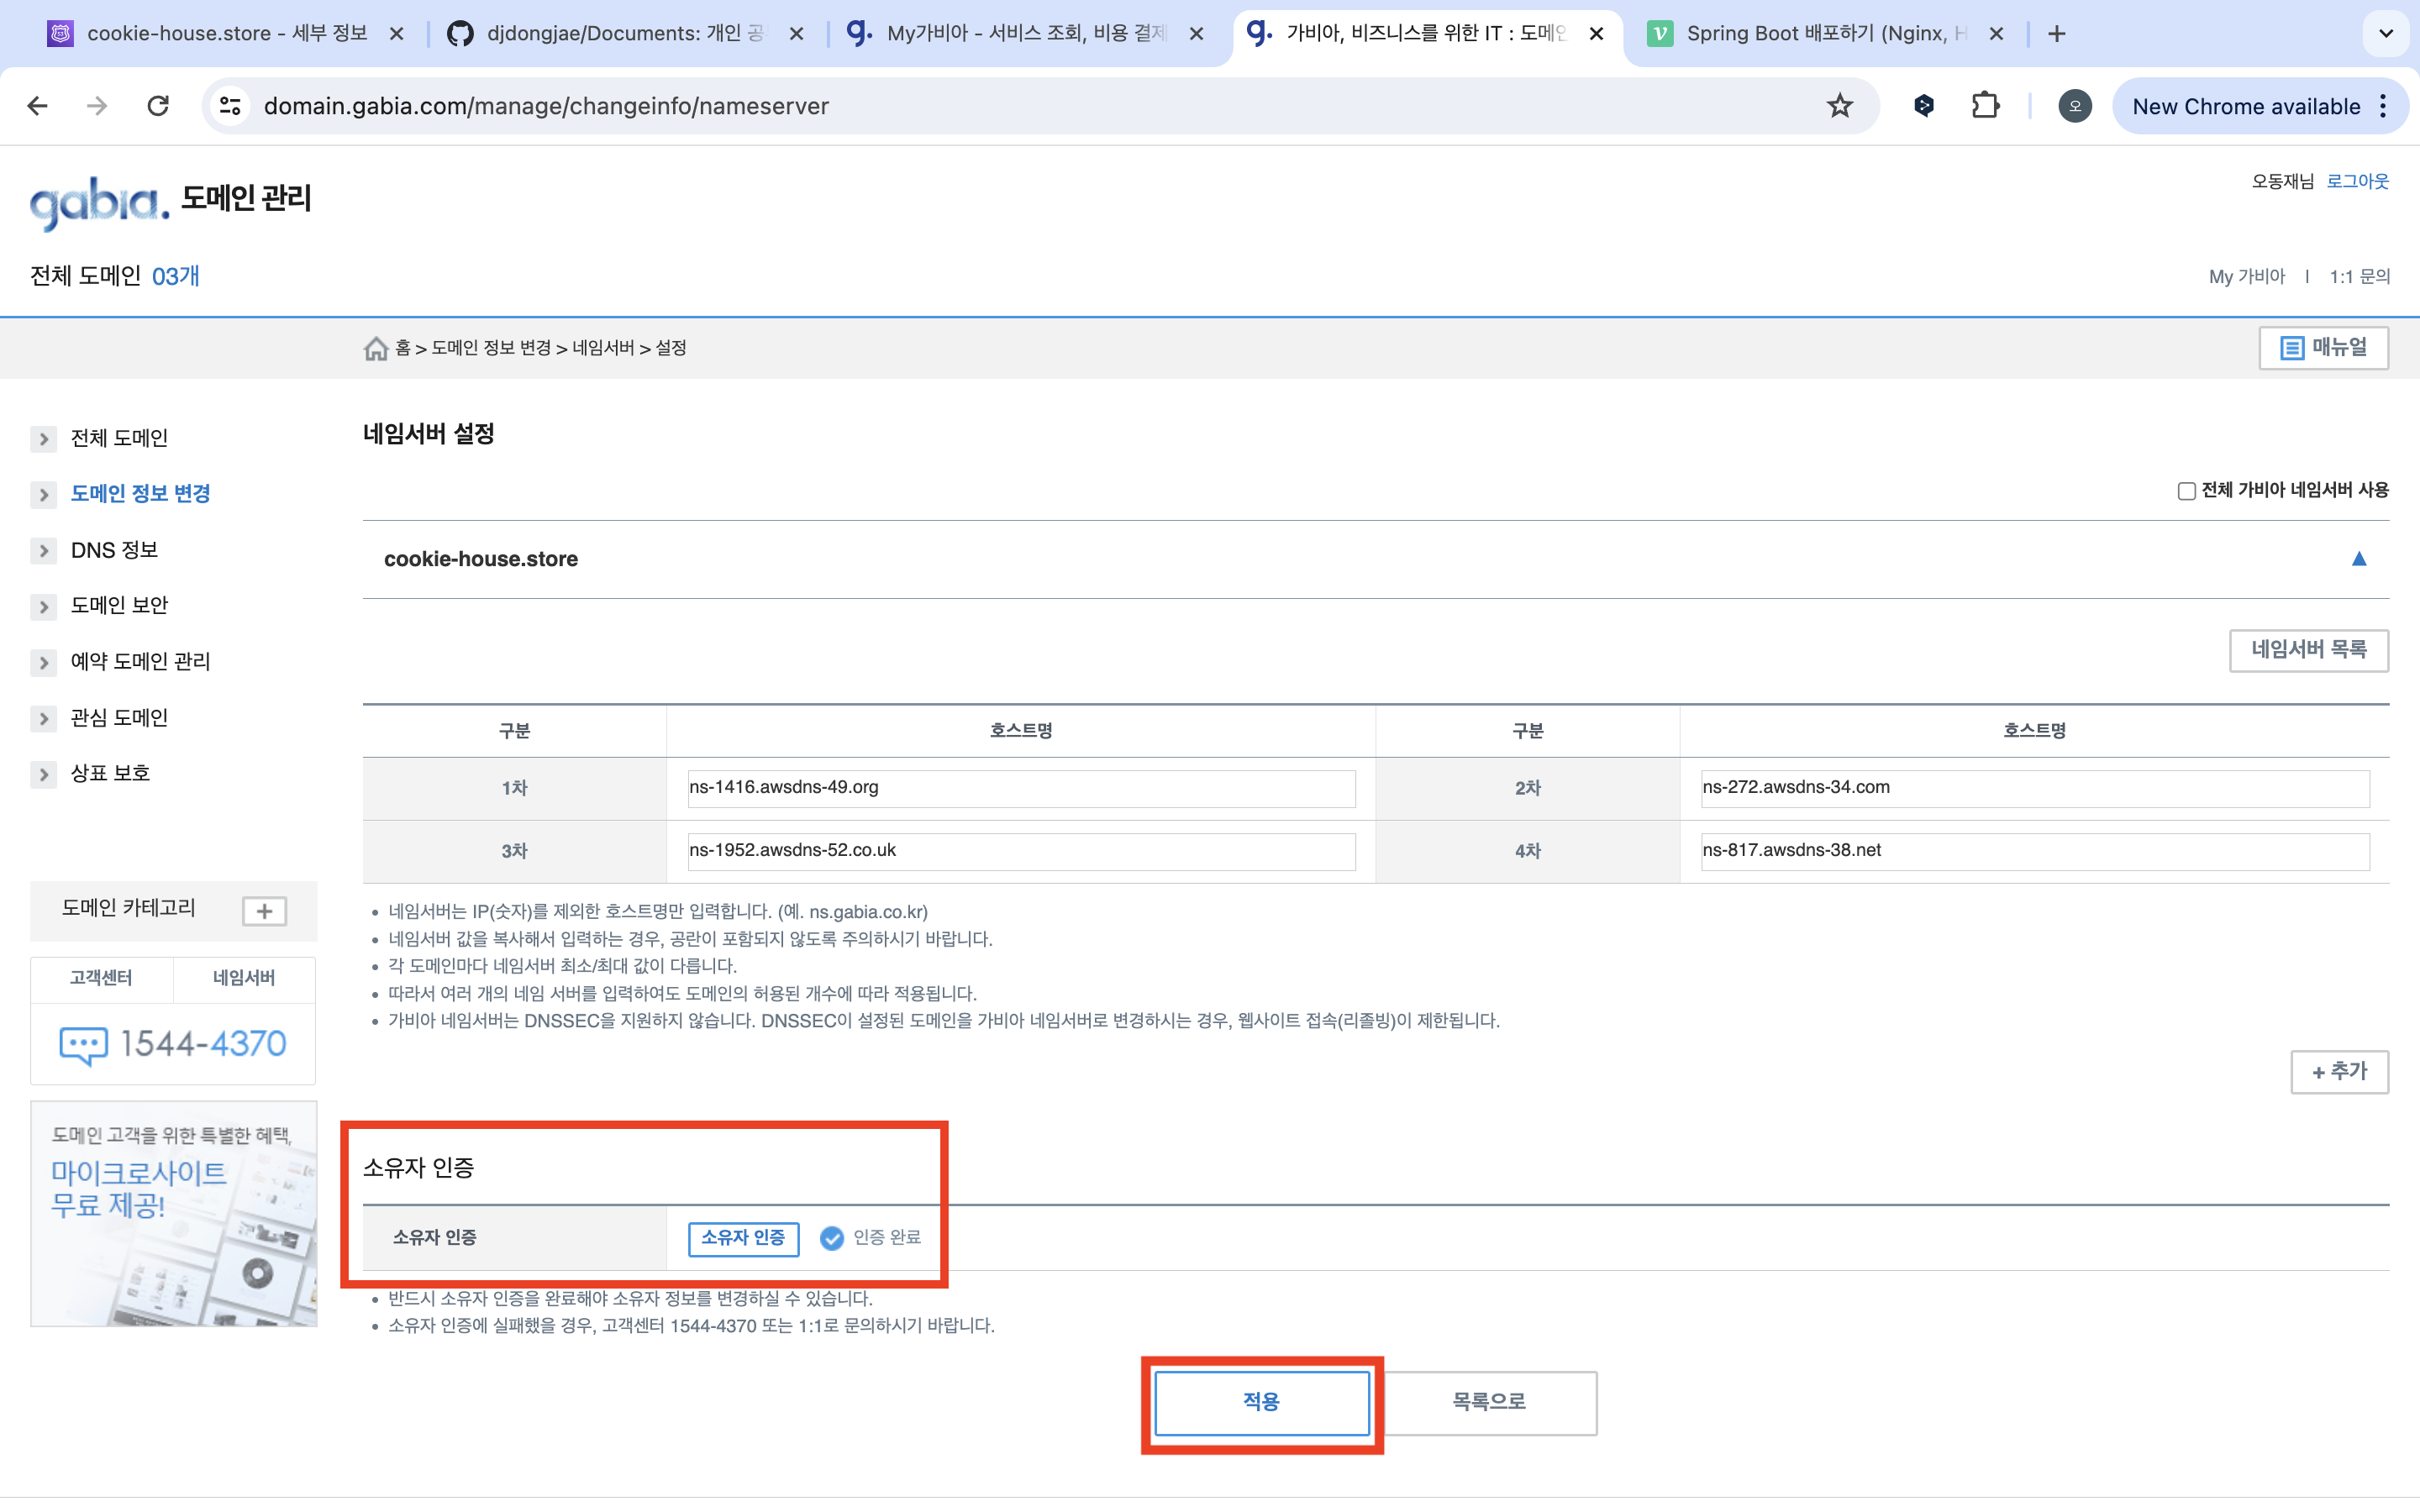 cookie-house.store - 세부 정보
djdongjae/Documents: 개인 공
My가비아 - 서비스 조회, 비용 결제
가비아, 비즈니스를 위한 IT : 도메인
Spring Boot 배포하기 (Nginx, H
domain.gabia.com/manage/changeinfo/nameserver
오
New Chrome available
gabia. 도메인 관리
오동재님 로그아웃
전체 도메인 03개
My 가비아 | 1:1 문의
홈 > 도메인 정보 변경 > 네임서버 > 설정
매뉴얼
전체 도메인
도메인 정보 변경
DNS 정보
도메인 보안
예약 도메인 관리
관심 도메인
상표 보호
도메인 카테고리
고객센터 네임서버
1544-4370
도메인 고객을 위한 특별한 혜택,
마이크로사이트
무료 제공!
네임서버 설정
전체 가비아 네임서버 사용
cookie-house.store
네임서버 목록
구분 호스트명 구분 호스트명
1차 ns-1416.awsdns-49.org 2차 ns-272.awsdns-34.com
3차 ns-1952.awsdns-52.co.uk 4차 ns-817.awsdns-38.net
네임서버는 IP(숫자)를 제외한 호스트명만 입력합니다. (예. ns.gabia.co.kr)
네임서버 값을 복사해서 입력하는 경우, 공란이 포함되지 않도록 주의하시기 바랍니다.
각 도메인마다 네임서버 최소/최대 값이 다릅니다.
따라서 여러 개의 네임 서버를 입력하여도 도메인의 허용된 개수에 따라 적용됩니다.
가비아 네임서버는 DNSSEC을 지원하지 않습니다. DNSSEC이 설정된 도메인을 가비아 네임서버로 변경하시는 경우, 웹사이트 접속(리졸빙)이 제한됩니다.
+ 추가
소유자 인증
소유자 인증 소유자 인증 인증 완료
반드시 소유자 인증을 완료해야 소유자 정보를 변경하실 수 있습니다.
소유자 인증에 실패했을 경우, 고객센터 1544-4370 또는 1:1로 문의하시기 바랍니다.
적용 목록으로